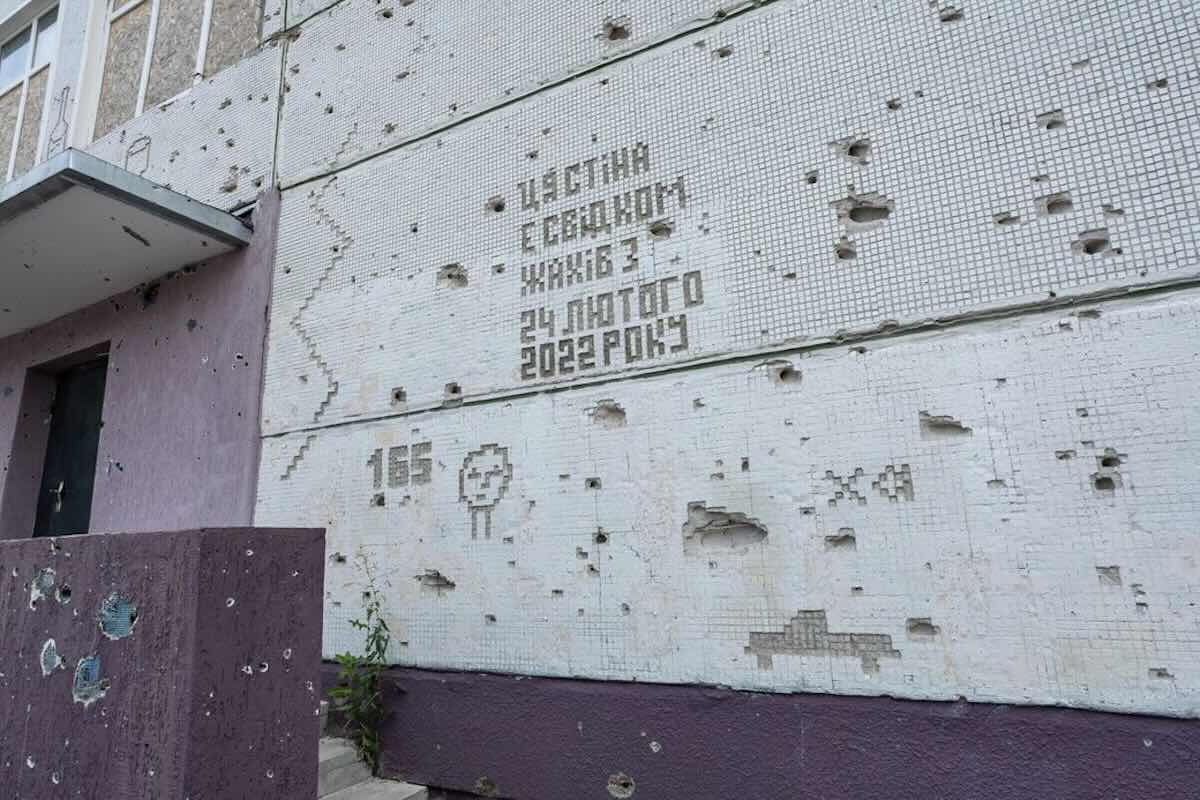 ЦЯ СТІНА
Є СВІДКОМ
ЖАХІВ З
24 ЛЮТОГО
2022 РОКУ
165